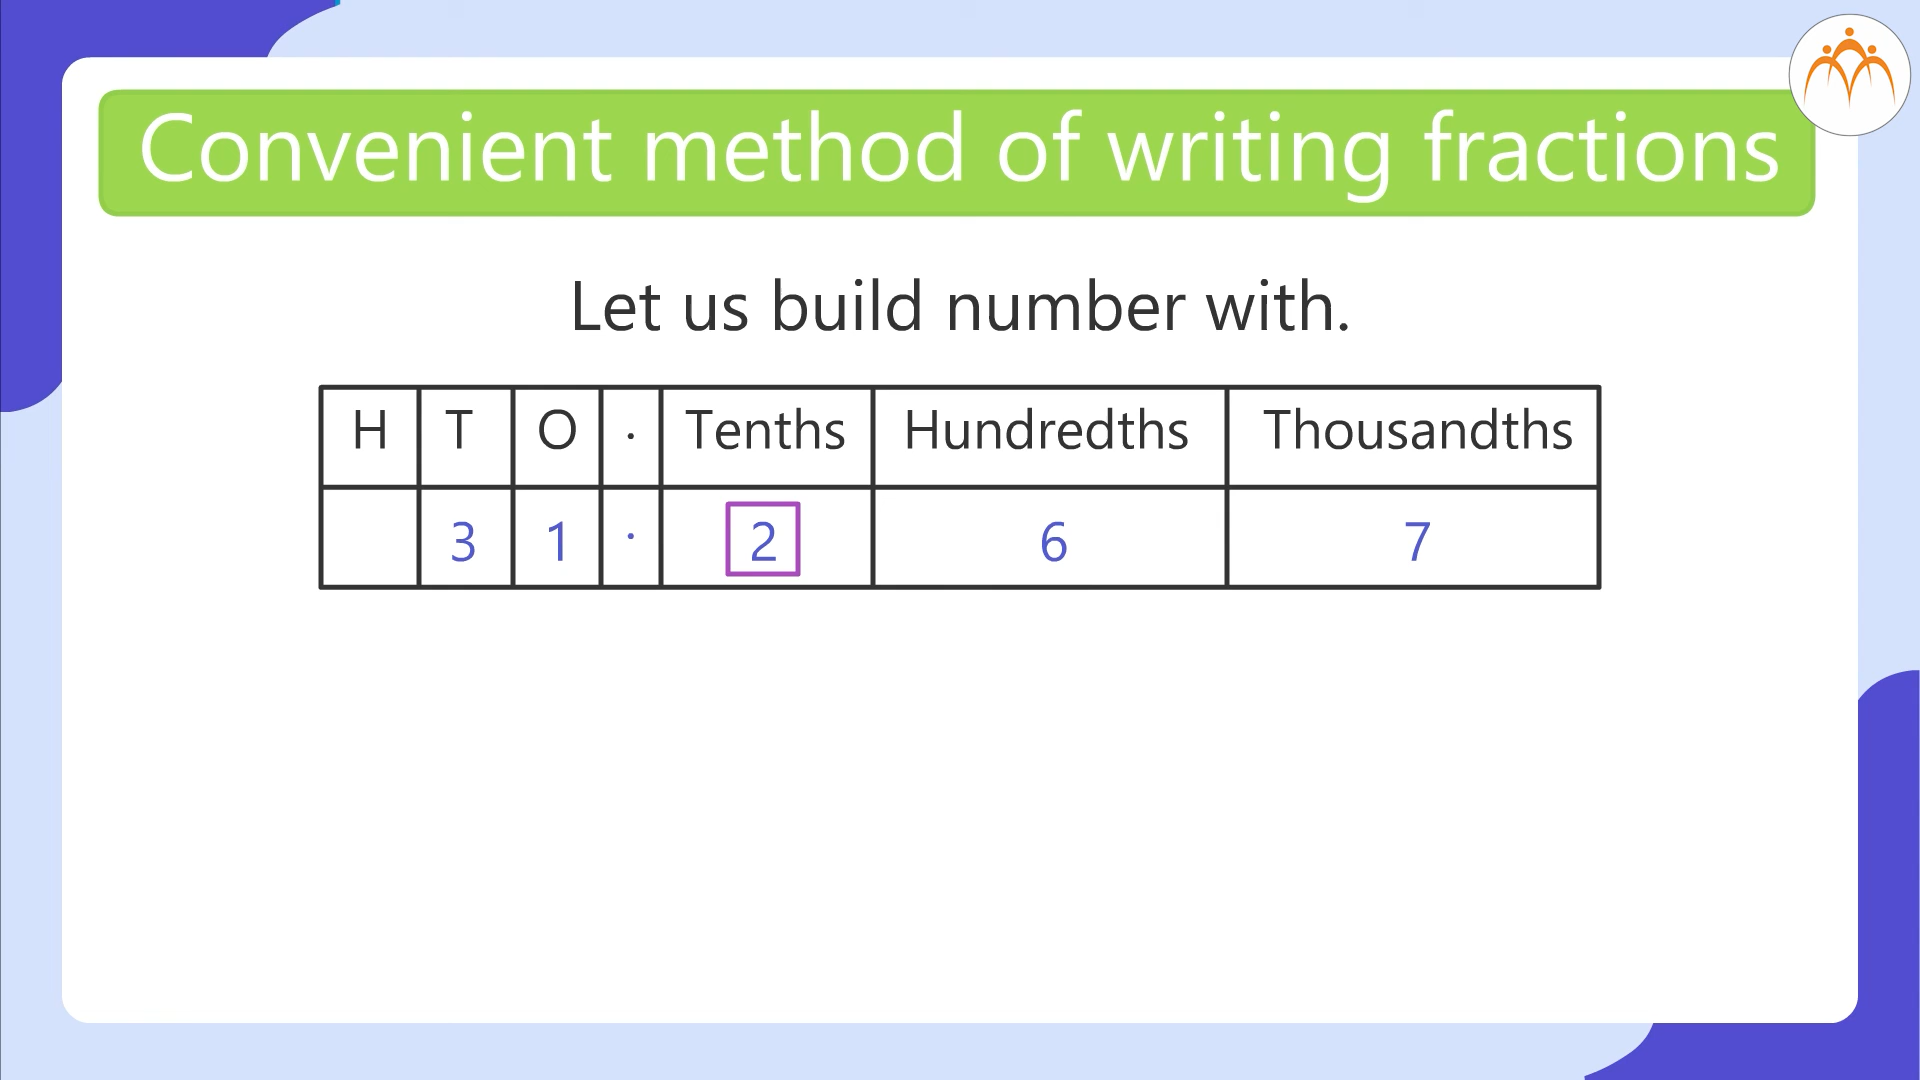 Convenient method of writing fractions
Let us build number with.
H T O . Tenths Hundredths Thousandths
3 1 . 2 6 7